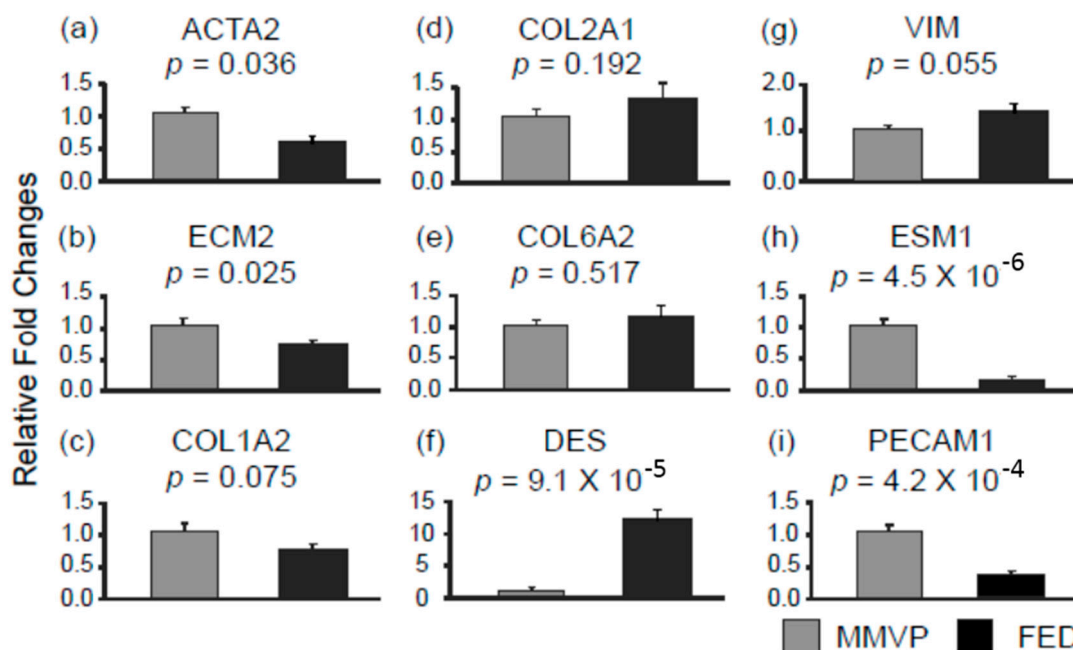 Relative Fold Changes
(a) ACTA2
p = 0.036
1.5
1.0
0.5
0.0
(b) ECM2
p = 0.025
1.5
1.0
0.5
0.0
(c) COL1A2
p = 0.075
1.5
1.0
0.5
0.0
(d) COL2A1
p = 0.192
1.5
1.0
0.5
0.0
(e) COL6A2
p = 0.517
1.5
1.0
0.5
0.0
(f) DES
p = 9.1 X 10⁻⁵
15
10
5
0
(g) VIM
p = 0.055
2.0
1.0
0.0
(h) ESM1
p = 4.5 X 10⁻⁶
1.5
1.0
0.5
0.0
(i) PECAM1
p = 4.2 X 10⁻⁴
1.5
1.0
0.5
0.0
MMVP FED